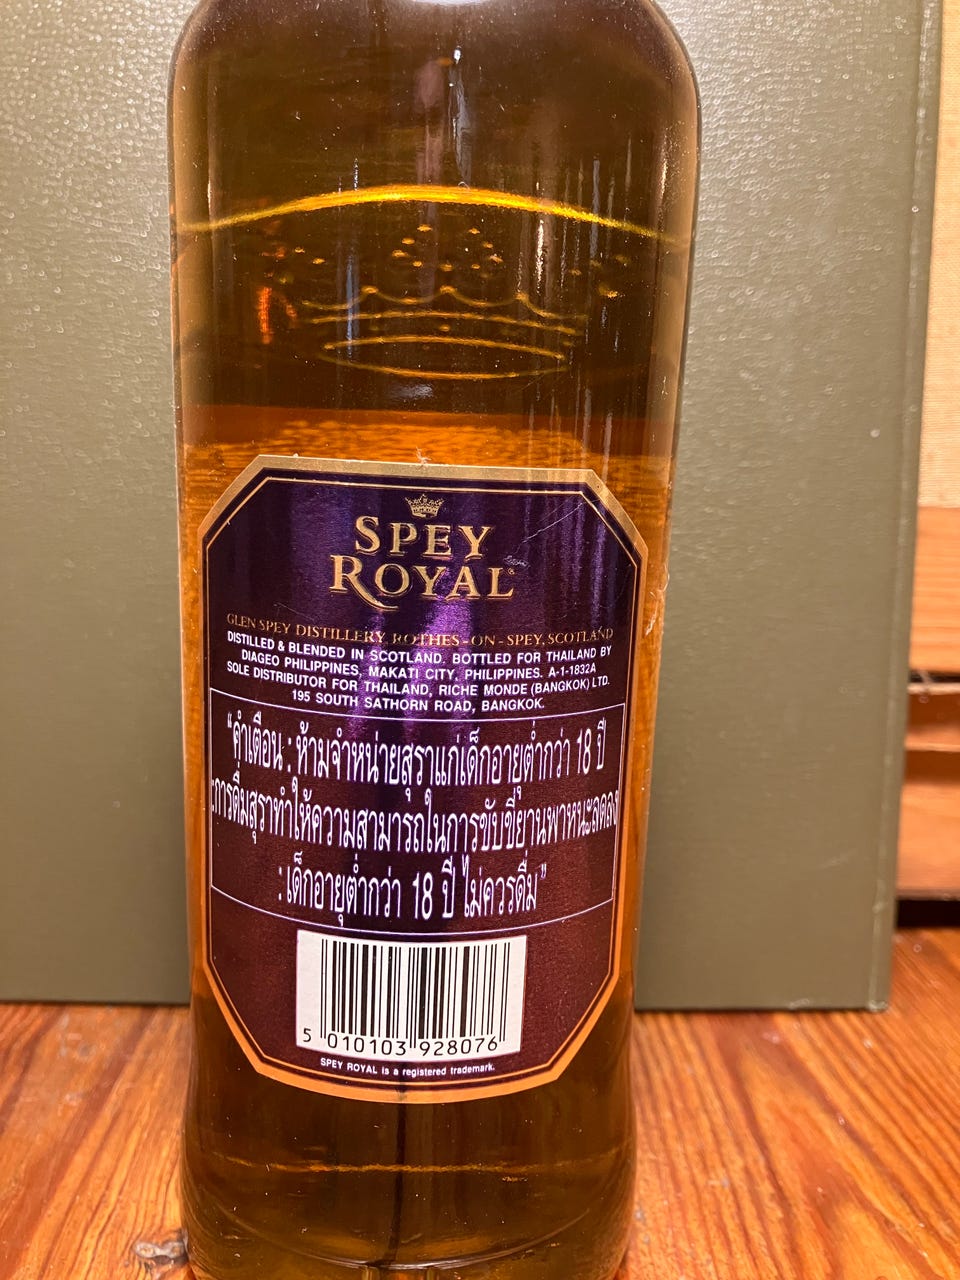 SPEY
ROYAL®
GLEN SPEY DISTILLERY ROTHES-ON-SPEY, SCOTLAND
DISTILLED & BLENDED IN SCOTLAND. BOTTLED FOR THAILAND BY
DIAGEO PHILIPPINES, MAKATI CITY, PHILIPPINES. A-1-1832A
SOLE DISTRIBUTOR FOR THAILAND, RICHE MONDE (BANGKOK) LTD.
195 SOUTH SATHORN ROAD, BANGKOK.
"คำเตือน : ห้ามจำหน่ายสุราแก่เด็กอายุต่ำกว่า 18 ปี
:การดื่มสุราทำให้ความสามารถในการขับขี่ยานพาหนะลดลง
:เด็กอายุต่ำกว่า 18 ปี ไม่ควรดื่ม"
5 010103 928076
SPEY ROYAL is a registered trademark.